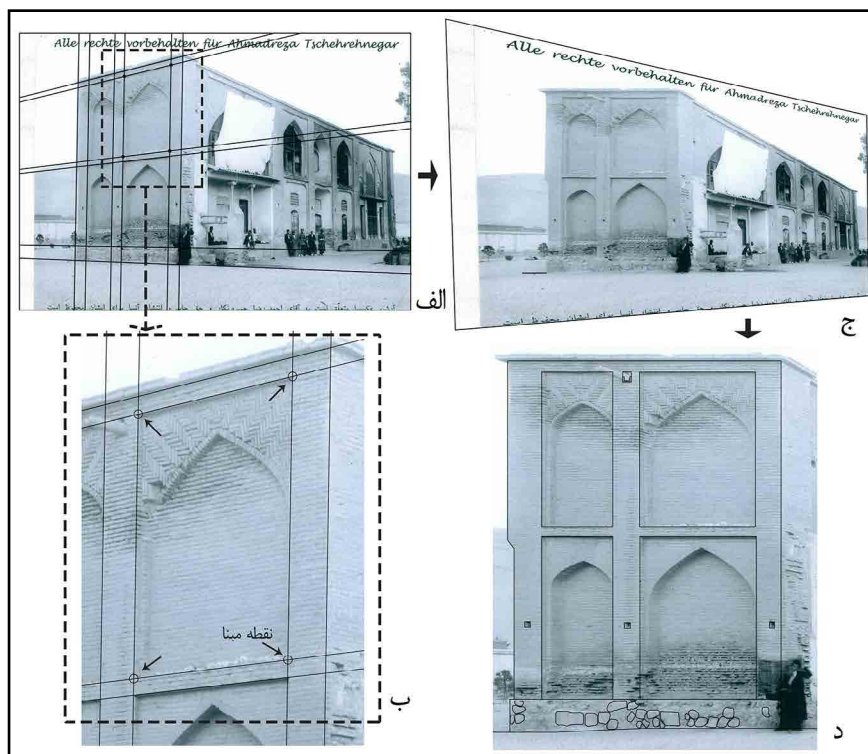 Alle rechte vorbehalten für Ahmadreza Tschehrehnegar
الف
Alle rechte vorbehalten für Ahmadreza Tschehrehnegar
ج
نقطه مبنا
ب
د